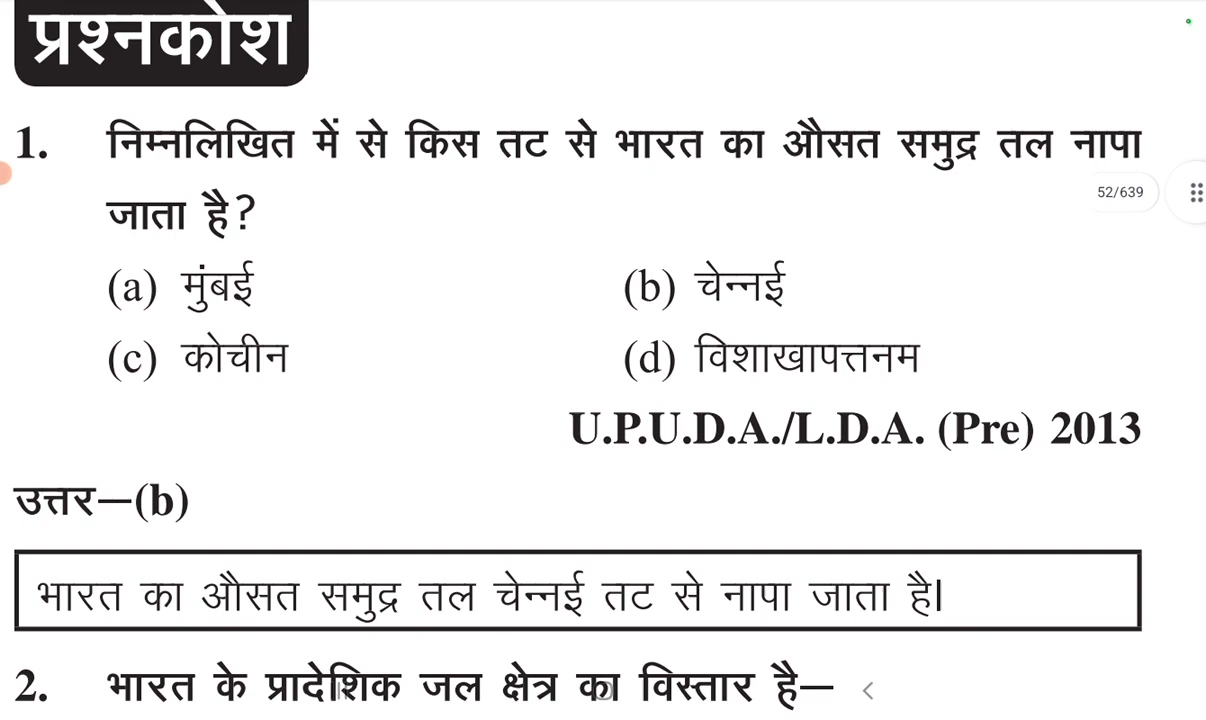 प्रश्नकोश
1. निम्नलिखित में से किस तट से भारत का औसत समुद्र तल नापा
52/639
जाता है?
(a) मुंबई (b) चेन्नई
(c) कोचीन (d) विशाखापत्तनम
U.P.U.D.A./L.D.A. (Pre) 2013
उत्तर—(b)
भारत का औसत समुद्र तल चेन्नई तट से नापा जाता है।
2. भारत के प्रादेशिक जल क्षेत्र का विस्तार है—